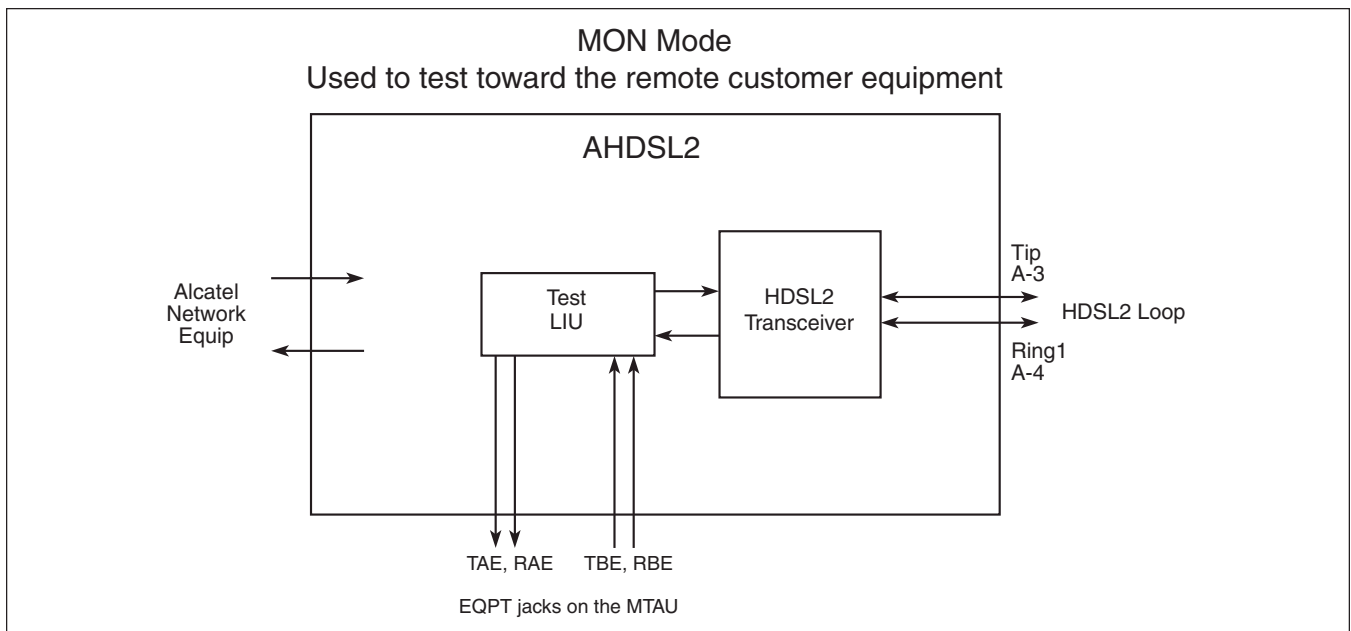 MON Mode
Used to test toward the remote customer equipment
AHDSL2
Alcatel
Network
Equip
Test
LIU
HDSL2
Transceiver
Tip
A-3
HDSL2 Loop
Ring1
A-4
TAE, RAE
TBE, RBE
EQPT jacks on the MTAU